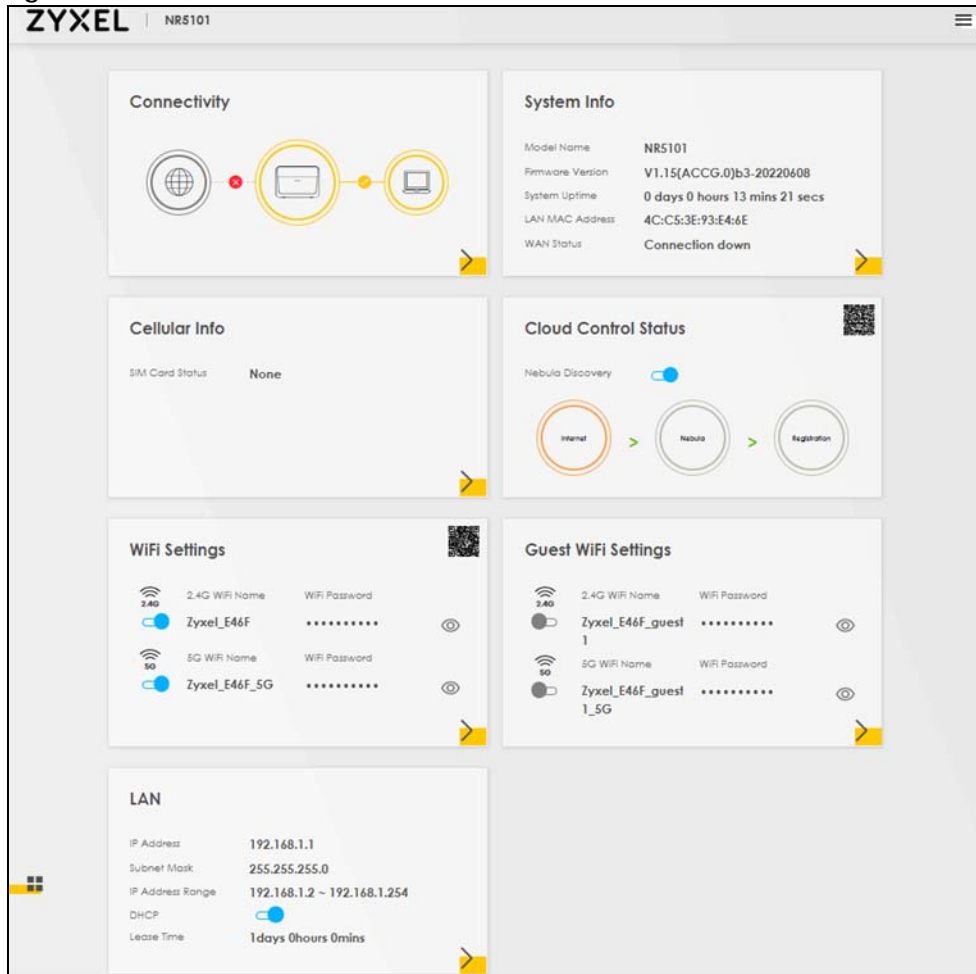 ZYXEL NR5101
Connectivity
System Info
Model Name NR5101
Firmware Version V1.15(ACCG.0)b3-20220608
System Uptime 0 days 0 hours 13 mins 21 secs
LAN MAC Address 4C:C5:3E:93:E4:6E
WAN Status Connection down
Cellular Info
SIM Card Status None
Cloud Control Status
Nebula Discovery
Internet > Nebula > Registration
WiFi Settings
2.4G 2.4G WiFi Name WiFi Password
Zyxel_E46F ••••••••••
5G 5G WiFi Name WiFi Password
Zyxel_E46F_5G ••••••••••
Guest WiFi Settings
2.4G 2.4G WiFi Name WiFi Password
Zyxel_E46F_guest ••••••••••
1
5G 5G WiFi Name WiFi Password
Zyxel_E46F_guest ••••••••••
1_5G
LAN
IP Address 192.168.1.1
Subnet Mask 255.255.255.0
IP Address Range 192.168.1.2 ~ 192.168.1.254
DHCP
Lease Time 1days 0hours 0mins